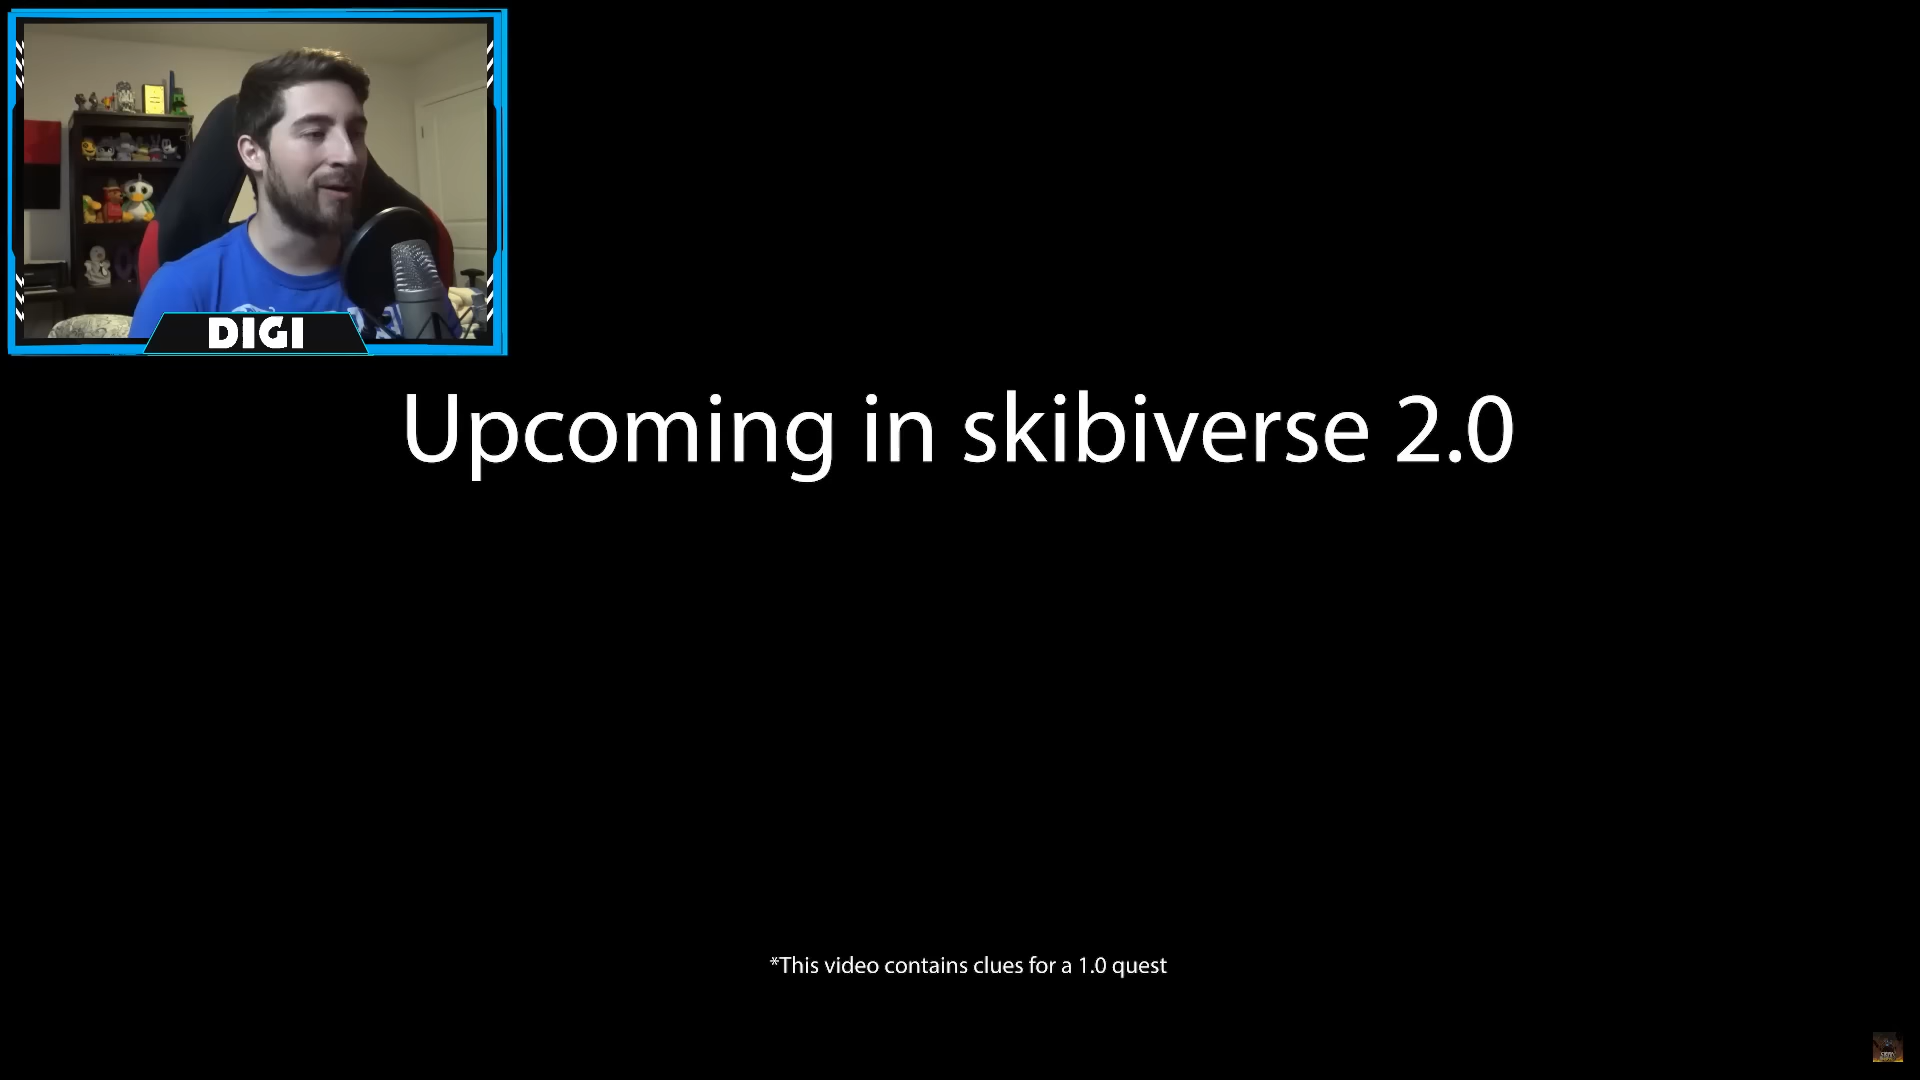 DIGI
Upcoming in skibiverse 2.0
*This video contains clues for a 1.0 quest